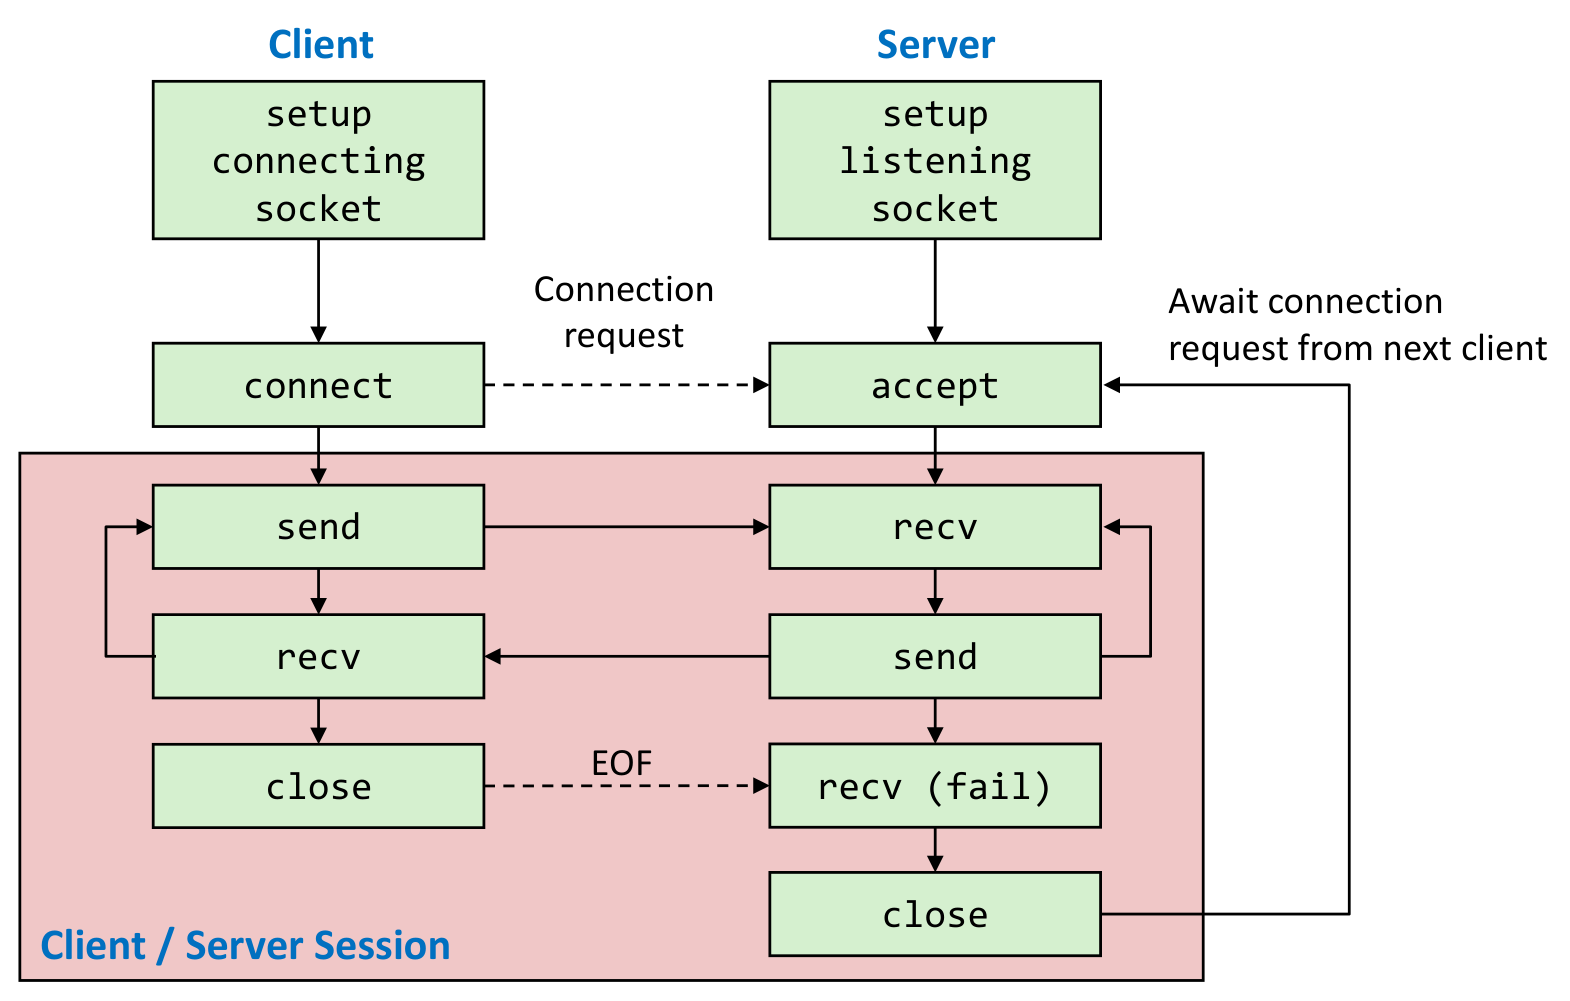 Client
Server
setup
connecting
socket
setup
listening
socket
Connection
request
Await connection
request from next client
connect
accept
send
recv
recv
send
close
EOF
recv (fail)
close
Client / Server Session